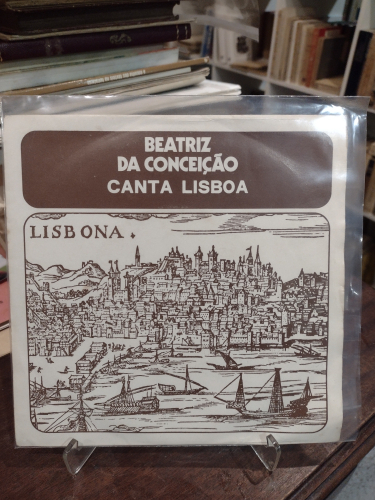 BEATRIZ
DA CONCEIÇÃO
CANTA LISBOA
LISBONA.